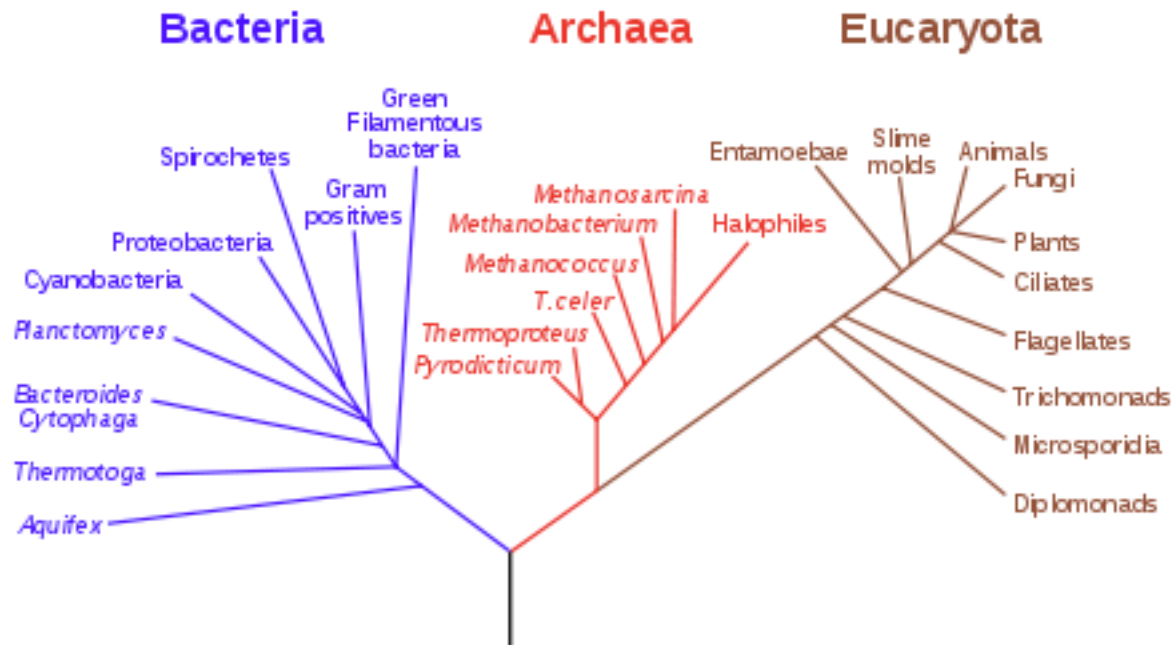 Bacteria
Archaea
Eucaryota
Green
Filamentous
bacteria
Spirochetes
Gram
positives
Proteobacteria
Cyanobacteria
Planctomyces
Bacteroides
Cytophaga
Thermotoga
Aquifex
Methanosarcina
Methanobacterium
Halophiles
Methanococcus
T.celer
Thermoproteus
Pyrodicticum
Entamoebae
Slime
molds
Animals
Fungi
Plants
Ciliates
Flagellates
Trichomonads
Microsporidia
Diplomonads